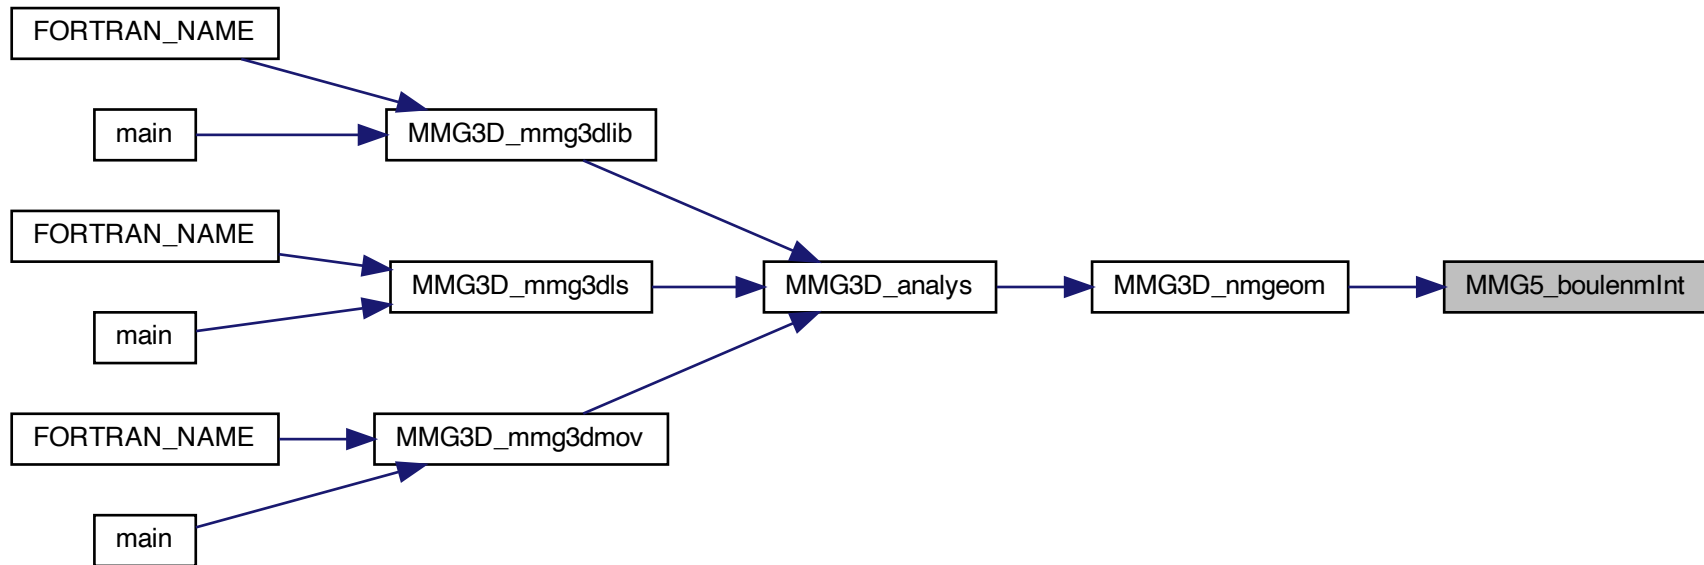 FORTRAN_NAME
main
MMG3D_mmg3dlib
FORTRAN_NAME
MMG3D_mmg3dls
MMG3D_analys
MMG3D_nmgeom
MMG5_boulenmInt
main
FORTRAN_NAME
MMG3D_mmg3dmov
main